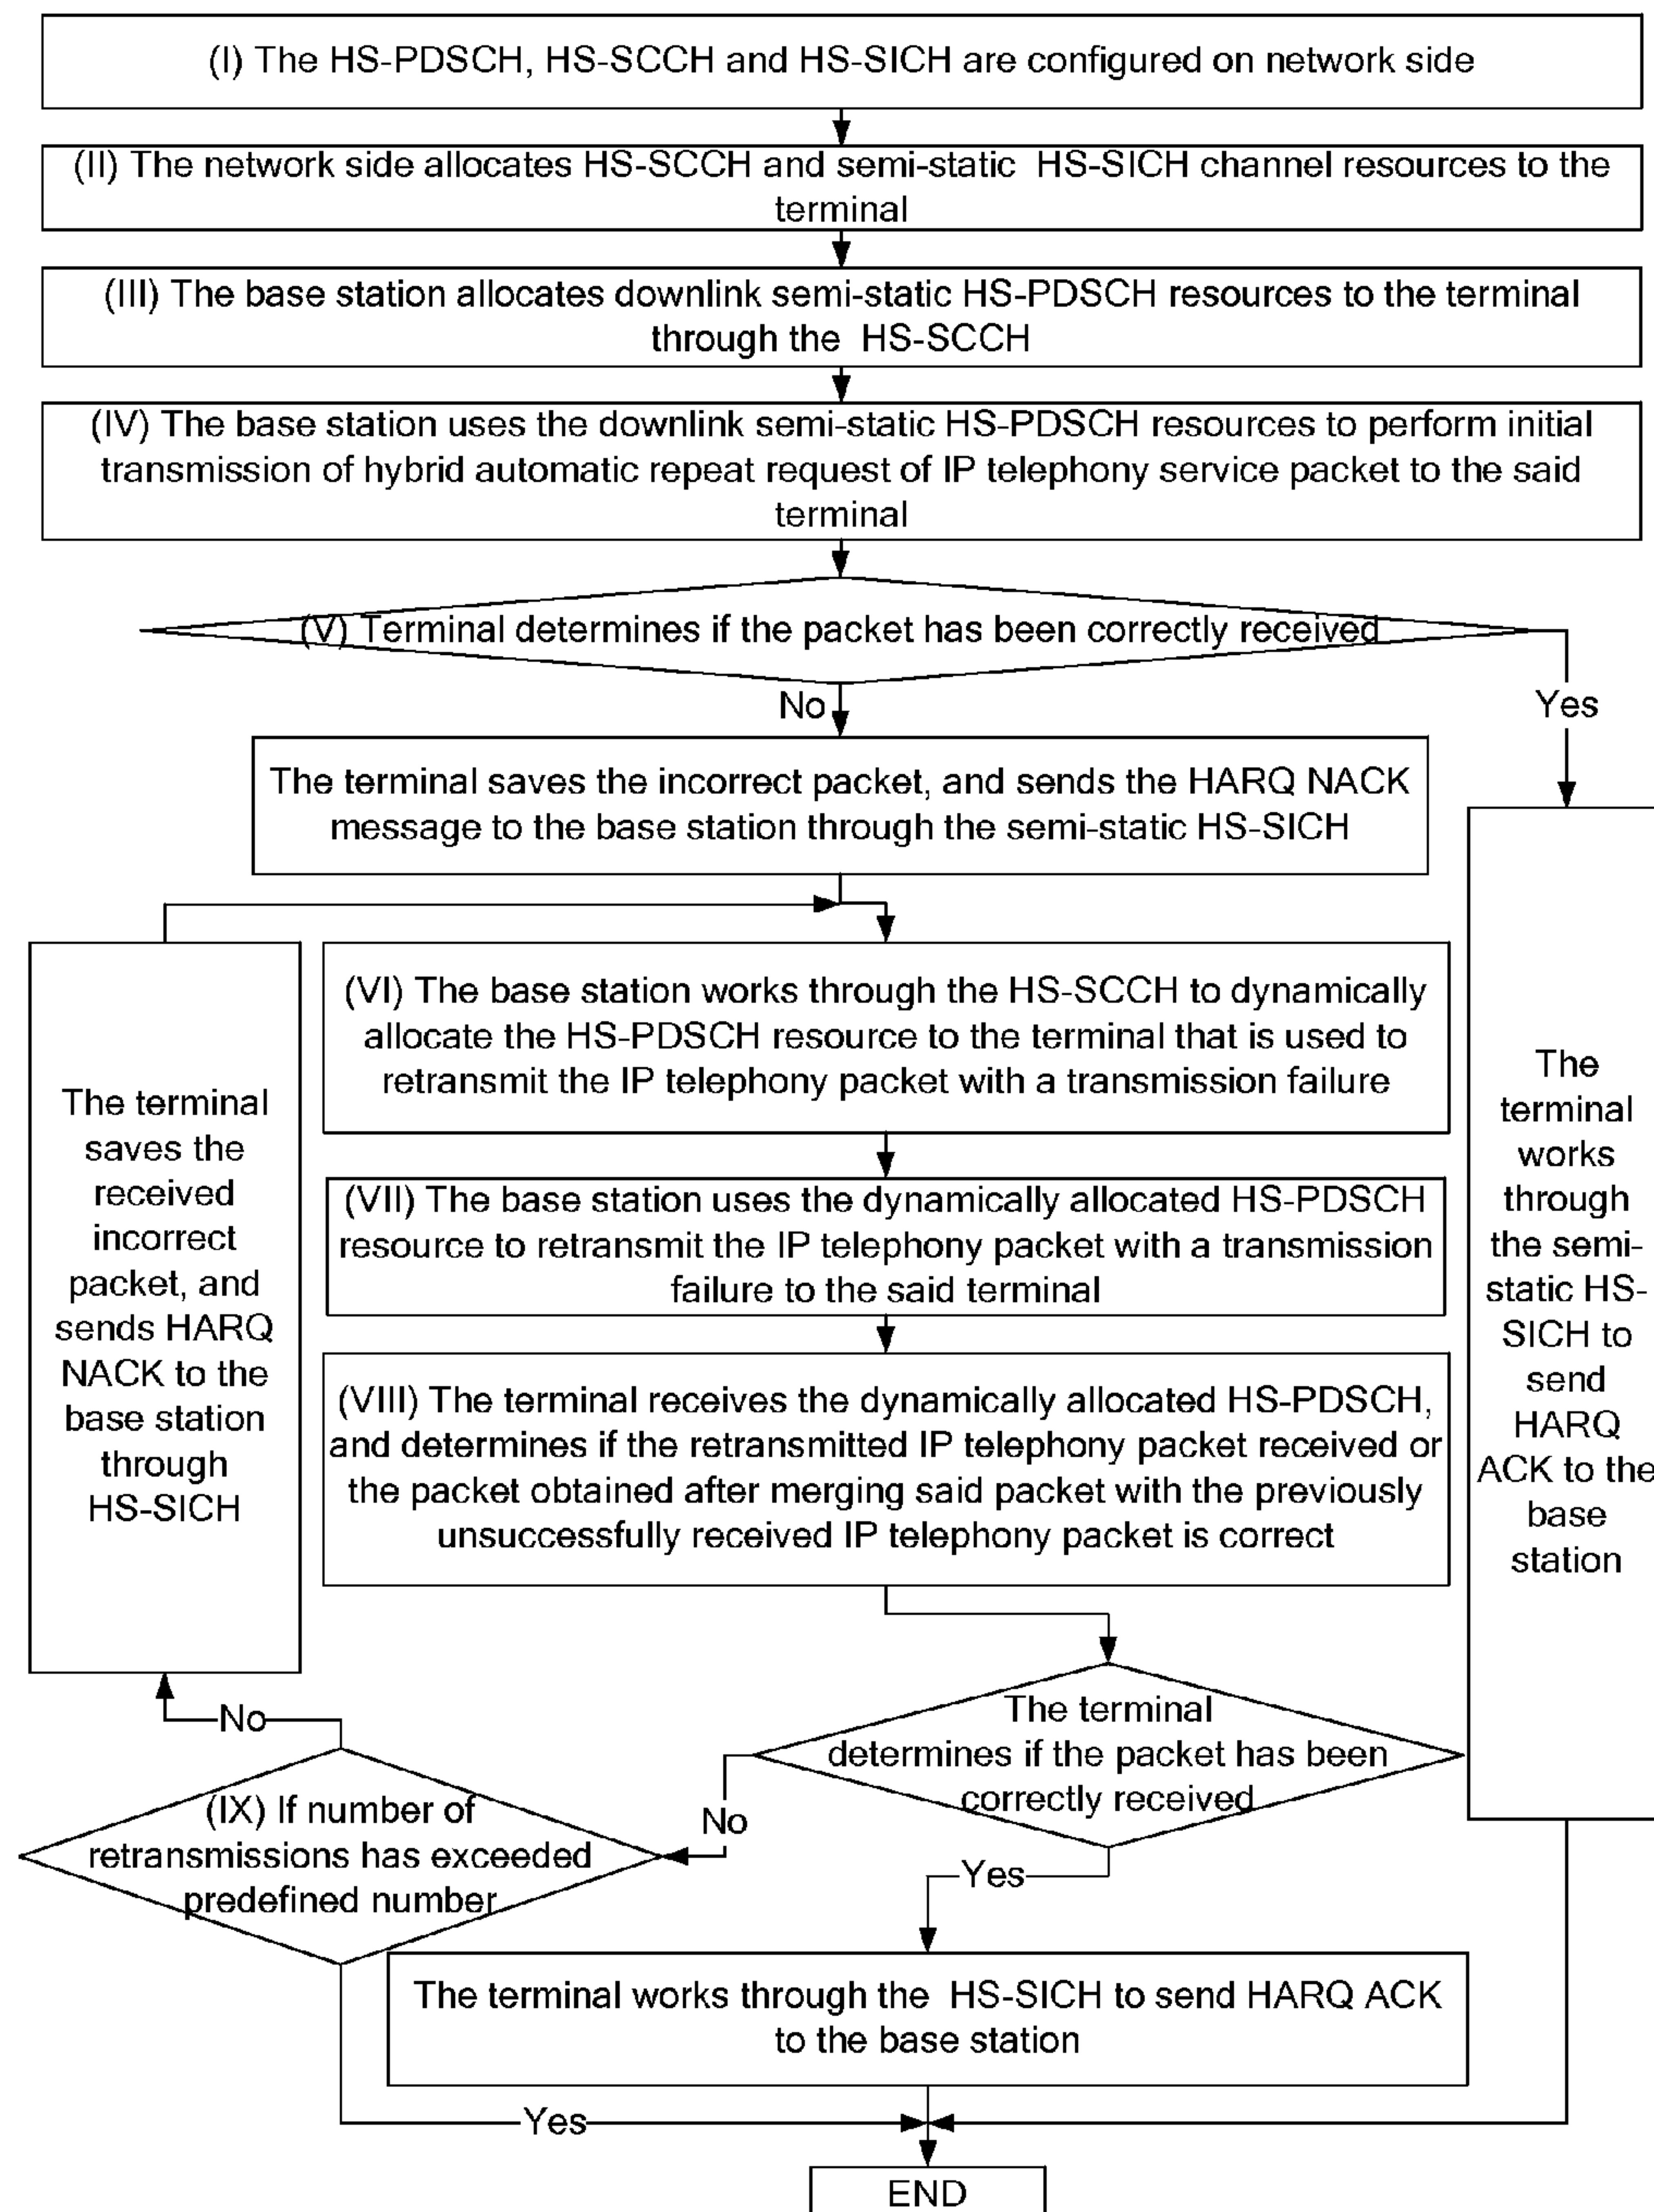 (I) The HS-PDSCH, HS-SCCH and HS-SICH are configured on network side
(II) The network side allocates HS-SCCH and semi-static HS-SICH channel resources to the
terminal
(III) The base station allocates downlink semi-static HS-PDSCH resources to the terminal
through the HS-SCCH
(IV) The base station uses the downlink semi-static HS-PDSCH resources to perform initial
transmission of hybrid automatic repeat request of IP telephony service packet to the said
terminal
(V) Terminal determines if the packet has been correctly received
No
Yes
The terminal saves the incorrect packet, and sends the HARQ NACK
message to the base station through the semi-static HS-SICH
(VI) The base station works through the HS-SCCH to dynamically
allocate the HS-PDSCH resource to the terminal that is used to
retransmit the IP telephony packet with a transmission failure
(VII) The base station uses the dynamically allocated HS-PDSCH
resource to retransmit the IP telephony packet with a transmission
failure to the said terminal
(VIII) The terminal receives the dynamically allocated HS-PDSCH,
and determines if the retransmitted IP telephony packet received or
the packet obtained after merging said packet with the previously
unsuccessfully received IP telephony packet is correct
The terminal
saves the
received
incorrect
packet, and
sends HARQ
NACK to the
base station
through
HS-SICH
The
terminal
works
through
the semi-
static HS-
SICH to
send
HARQ
ACK to the
base
station
The terminal
determines if the packet has been
correctly received
No
No
(IX) If number of
retransmissions has exceeded
predefined number
Yes
The terminal works through the HS-SICH to send HARQ ACK
to the base station
Yes
END